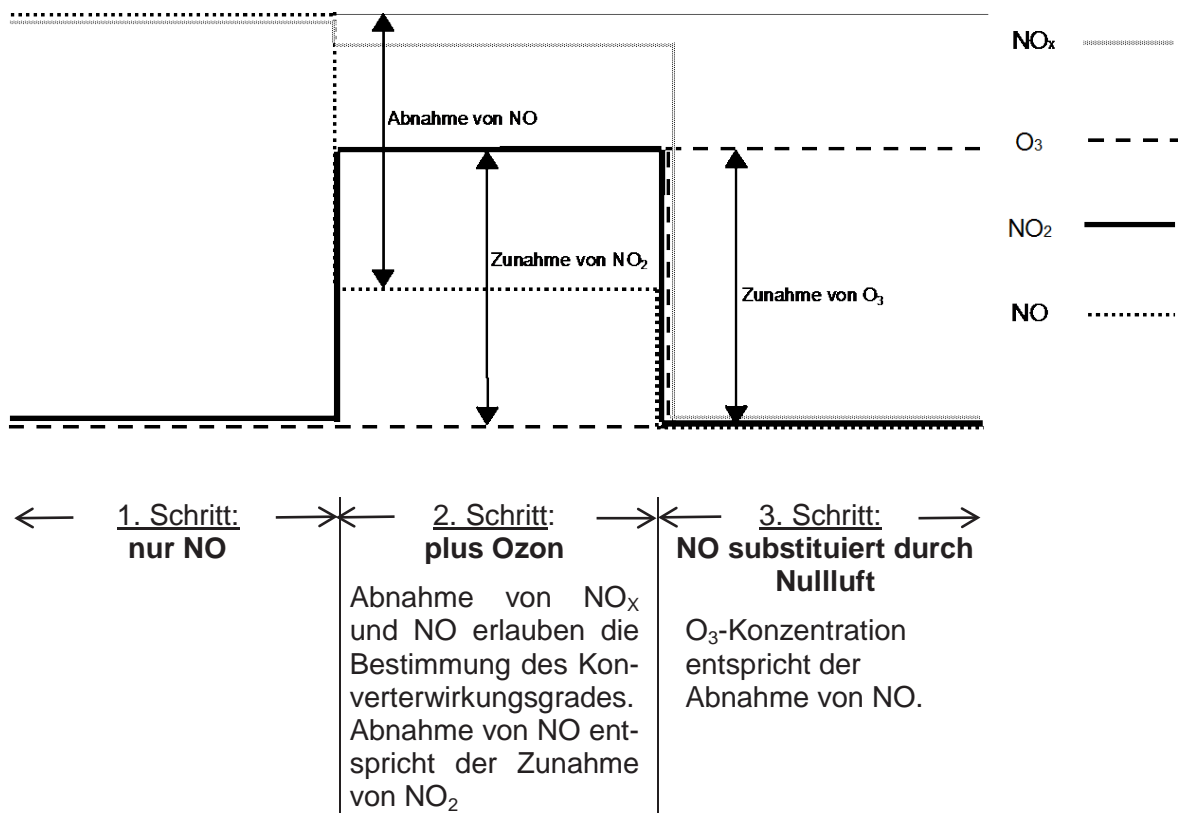 NOx
Abnahme von NO
O3
Zunahme von NO2
NO2
Zunahme von O3
NO
1. Schritt:
nur NO
2. Schritt:
plus Ozon
Abnahme von NOX
und NO erlauben die
Bestimmung des Kon-
verterwirkungsgrades.
Abnahme von NO ent-
spricht der Zunahme
von NO2
3. Schritt:
NO substituiert durch
Nullluft
O3-Konzentration
entspricht der
Abnahme von NO.